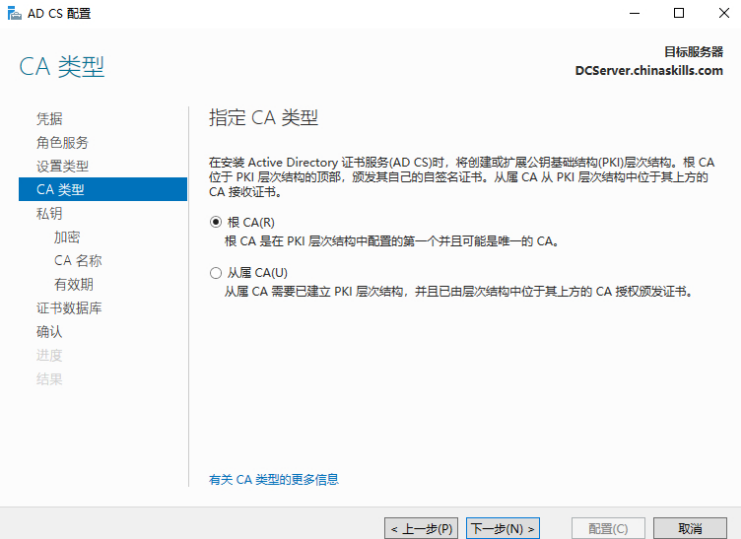 AD CS 配置
CA 类型
目标服务器
DCServer.chinaskills.com
凭据
角色服务
设置类型
CA 类型
私钥
加密
CA 名称
有效期
证书数据库
确认
进度
结果
指定 CA 类型
在安装 Active Directory 证书服务(AD CS)时，将创建或扩展公钥基础结构(PKI)层次结构。根 CA
位于 PKI 层次结构的顶部，颁发其自己的自签名证书。从属 CA 从 PKI 层次结构中位于其上方的
CA 接收证书。
根 CA(R)
根 CA 是在 PKI 层次结构中配置的第一个并且可能是唯一的 CA。
从属 CA(U)
从属 CA 需要已建立 PKI 层次结构，并且已由层次结构中位于其上方的 CA 授权颁发证书。
有关 CA 类型的更多信息
< 上一步(P)
下一步(N) >
配置(C)
取消